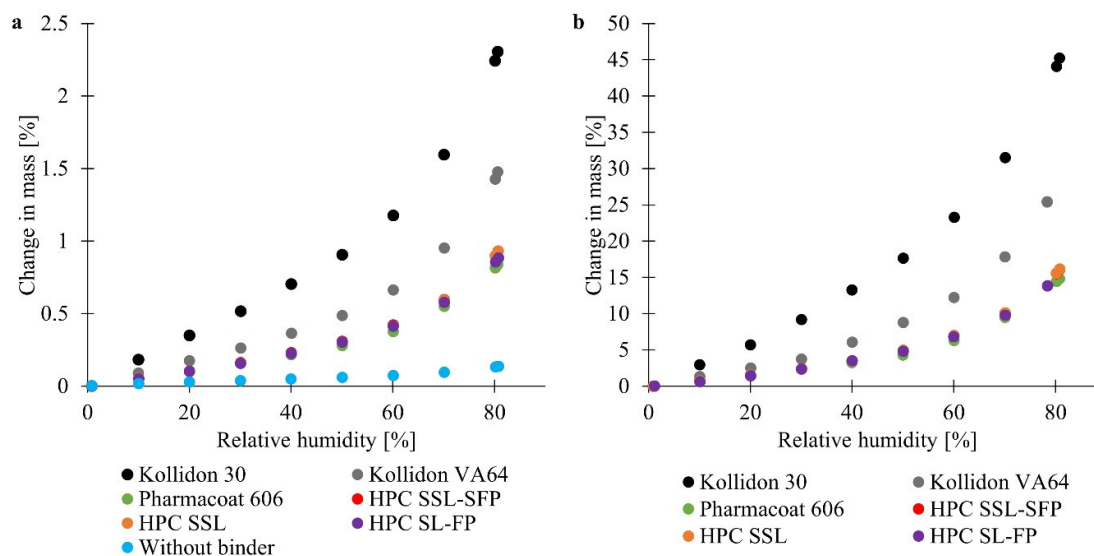 a
Change in mass [%]
2.5
2
1.5
1
0.5
0
0 20 40 60 80
Relative humidity [%]
Kollidon 30 Kollidon VA64
Pharmacoat 606 HPC SSL-SFP
HPC SSL HPC SL-FP
Without binder
b
Change in mass [%]
50
45
40
35
30
25
20
15
10
5
0
0 20 40 60 80
Relative humidity [%]
Kollidon 30 Kollidon VA64
Pharmacoat 606 HPC SSL-SFP
HPC SSL HPC SL-FP